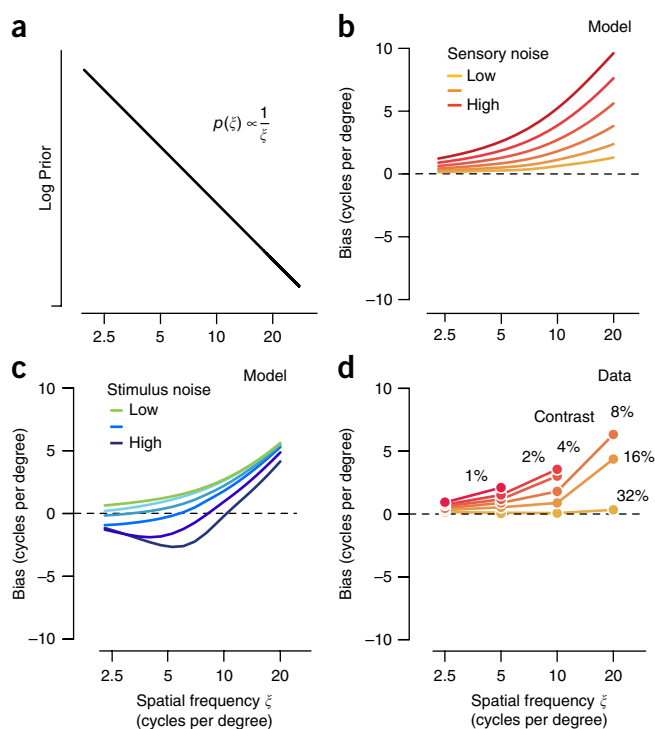 a
Log Prior
p(ξ) ∝ 1/ξ
2.5 5 10 20
b
Model
Sensory noise
Low
High
Bias (cycles per degree)
10
5
0
−5
−10
2.5 5 10 20
c
Model
Stimulus noise
Low
High
Bias (cycles per degree)
10
5
0
−5
−10
2.5 5 10 20
Spatial frequency ξ
(cycles per degree)
d
Data
Contrast
8%
1%
2%
4%
16%
32%
Bias (cycles per degree)
10
5
0
−5
−10
2.5 5 10 20
Spatial frequency ξ
(cycles per degree)